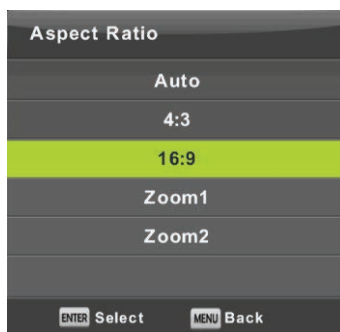 Aspect Ratio
Auto
4:3
16:9
Zoom1
Zoom2
ENTER Select MENU Back